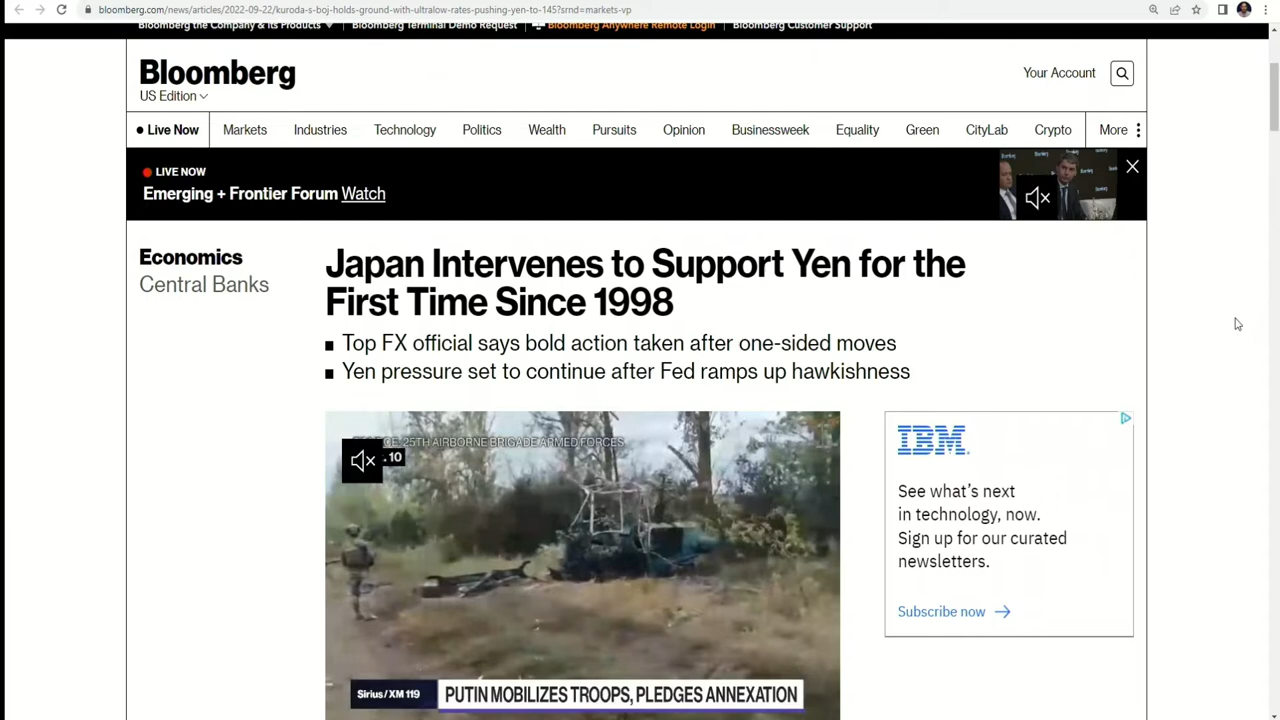 bloomberg.com/news/articles/2022-09-22/kuroda-s-boj-holds-ground-with-ultralow-rates-pushing-yen-to-145?srnd=markets-vp
Bloomberg the Company & Its Products Bloomberg Terminal Demo Request Bloomberg Anywhere Remote Login Bloomberg Customer Support
Bloomberg
US Edition
Your Account
Live Now Markets Industries Technology Politics Wealth Pursuits Opinion Businessweek Equality Green CityLab Crypto More
LIVE NOW
Emerging + Frontier Forum Watch
Economics
Central Banks
Japan Intervenes to Support Yen for the
First Time Since 1998
Top FX official says bold action taken after one-sided moves
Yen pressure set to continue after Fed ramps up hawkishness
25TH AIRBORNE BRIGADE ARMED FORCES
. 10
Sirius/XM 119
PUTIN MOBILIZES TROOPS, PLEDGES ANNEXATION
IBM
See what's next
in technology, now.
Sign up for our curated
newsletters.
Subscribe now